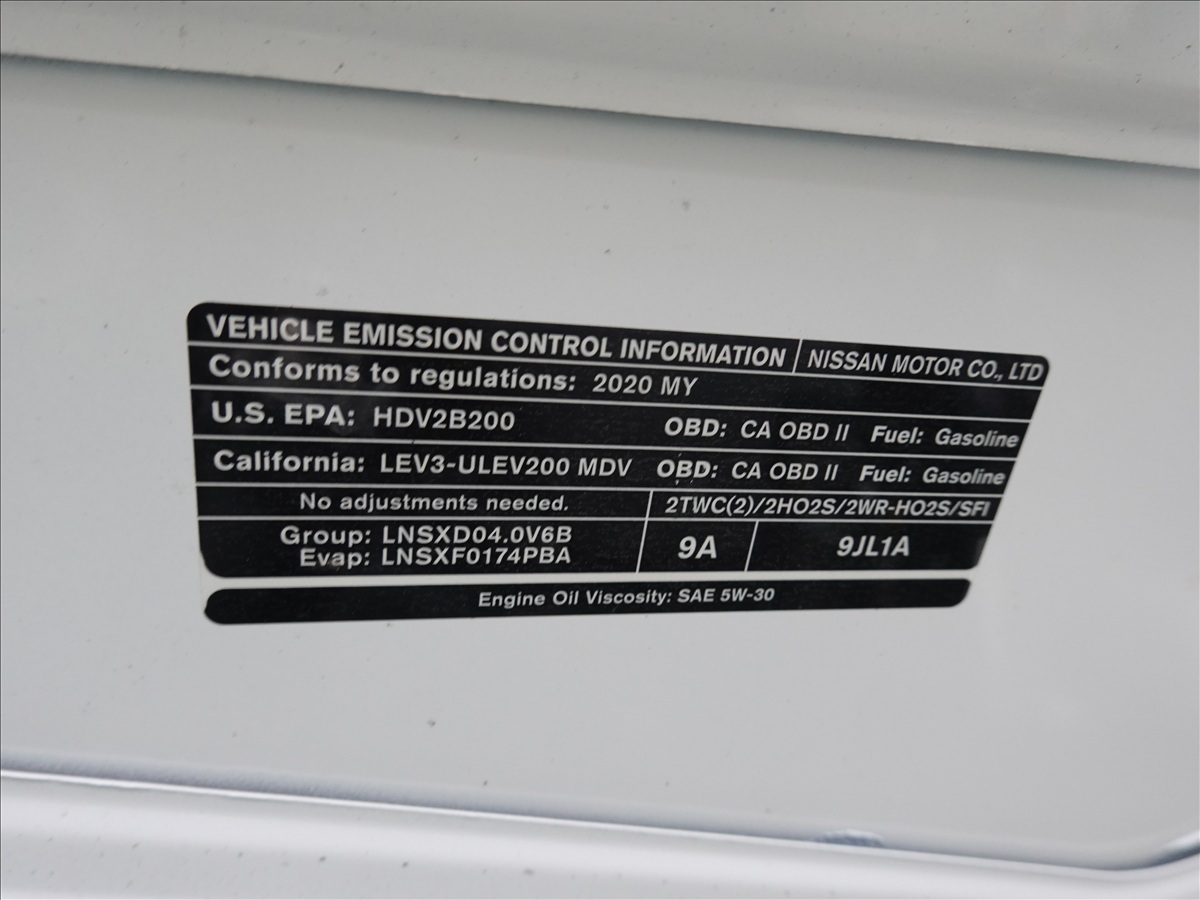 VEHICLE EMISSION CONTROL INFORMATION NISSAN MOTOR CO., LTD
Conforms to regulations: 2020 MY
U.S. EPA: HDV2B200 OBD: CA OBD II Fuel: Gasoline
California: LEV3-ULEV200 MDV OBD: CA OBD II Fuel: Gasoline
No adjustments needed. 2TWC(2)/2HO2S/2WR-HO2S/SFI
Group: LNSXD04.0V6B
Evap: LNSXF0174PBA
9A 9JL1A
Engine Oil Viscosity: SAE 5W-30